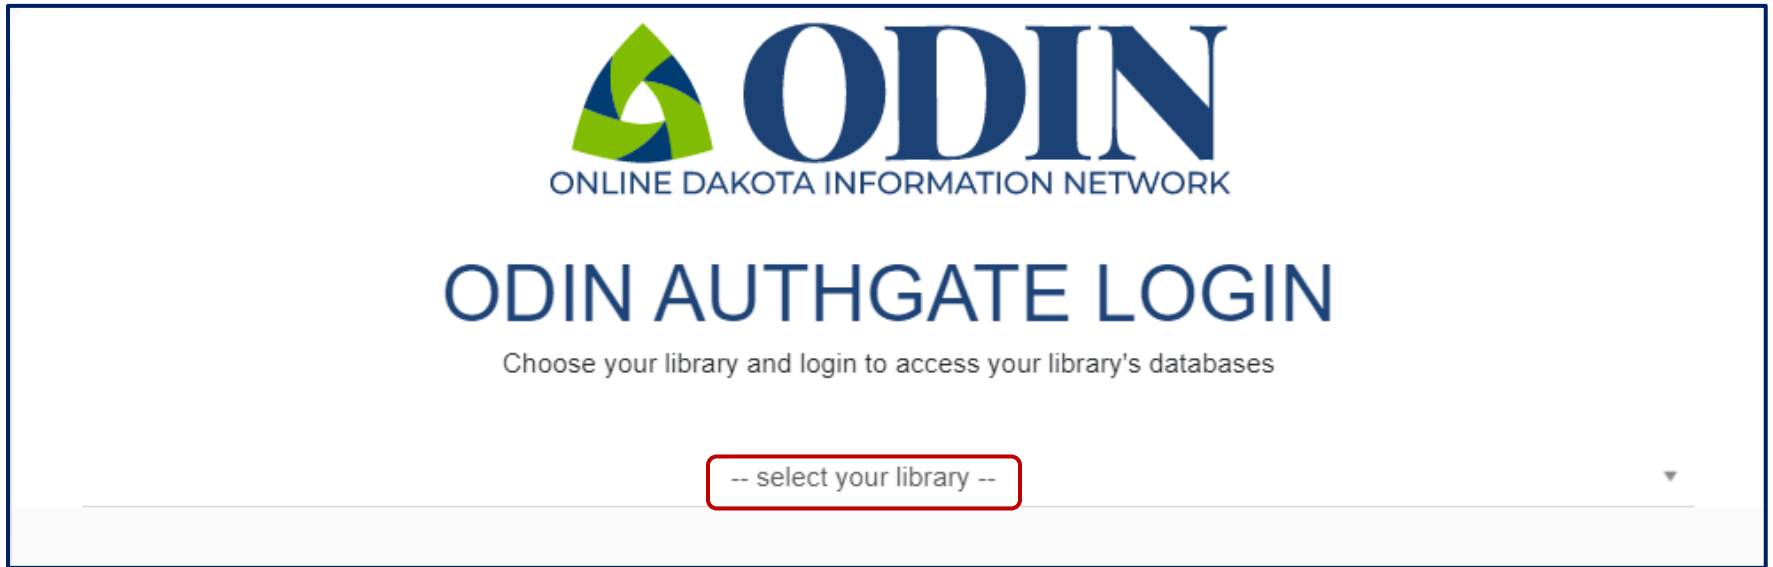 ODIN
ONLINE DAKOTA INFORMATION NETWORK
ODIN AUTHGATE LOGIN
Choose your library and login to access your library's databases
-- select your library --